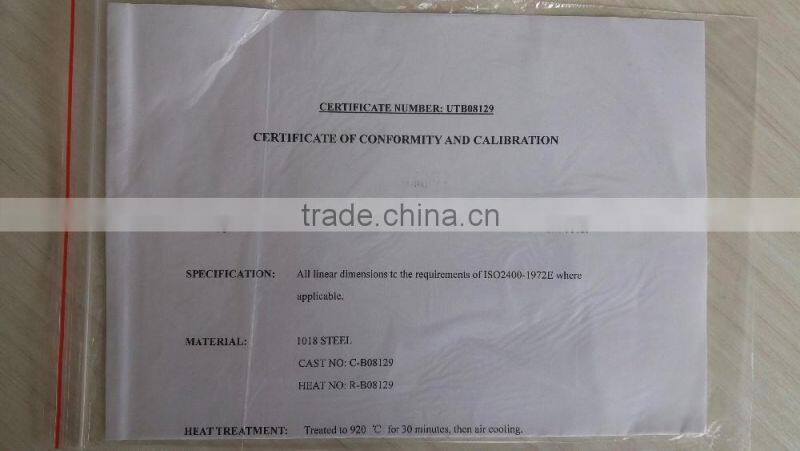 CERTIFICATE NUMBER: UTB08129
CERTIFICATE OF CONFORMITY AND CALIBRATION
trade.china.cn
SPECIFICATION: All linear dimensions tc the requirements of ISO2400-1972E where
applicable.
MATERIAL: 1018 STEEL
CAST NO: C-B08129
HEAT NO: R-B08129
HEAT TREATMENT: Treated to 920 ℃ for 30 minutes, then air cooling.